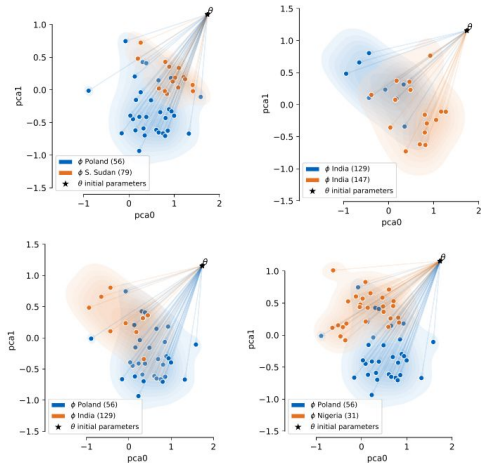 θ
1.0
0.5
0.0
−0.5
−1.0
−1.5
pca1
ϕ Poland (56)
ϕ S. Sudan (79)
θ initial parameters
−1
0
1
2
pca0
θ
1.0
0.5
0.0
−0.5
−1.0
−1.5
pca1
ϕ India (129)
ϕ India (147)
θ initial parameters
−1
0
1
2
pca0
1.5
θ
1.0
0.5
0.0
−0.5
−1.0
−1.5
pca1
ϕ Poland (56)
ϕ India (129)
θ initial parameters
−1
0
1
2
pca0
1.5
θ
1.0
0.5
0.0
−0.5
−1.0
−1.5
pca1
ϕ Poland (56)
ϕ Nigeria (31)
θ initial parameters
−1
0
1
2
pca0